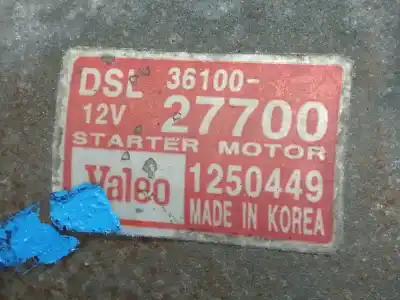 DSL 36100-
12V 27700
STARTER MOTOR
Valeo 1250449
MADE IN KOREA